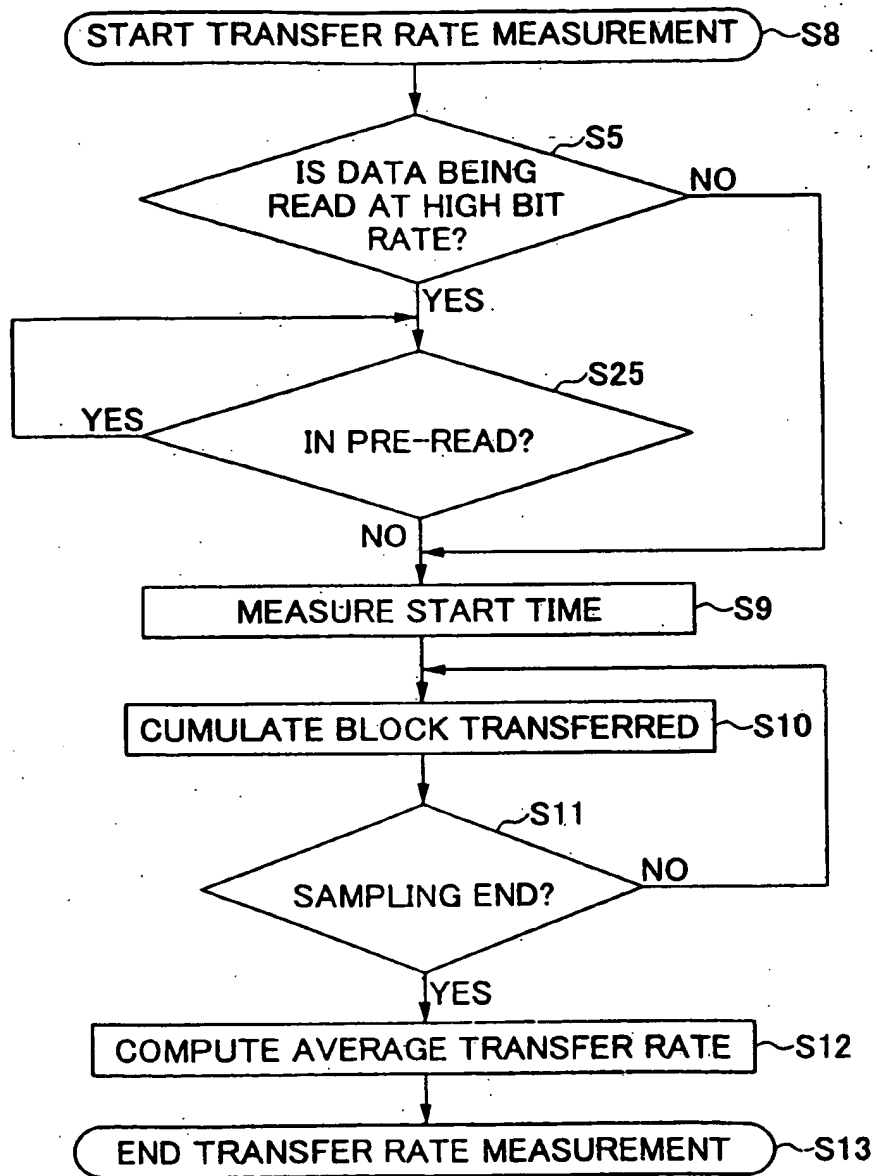 START TRANSFER RATE MEASUREMENT
S8
S5
IS DATA BEING
READ AT HIGH BIT
RATE?
NO
YES
S25
YES
IN PRE-READ?
NO
MEASURE START TIME
S9
CUMULATE BLOCK TRANSFERRED
S10
S11
SAMPLING END?
NO
YES
COMPUTE AVERAGE TRANSFER RATE
S12
END TRANSFER RATE MEASUREMENT
S13